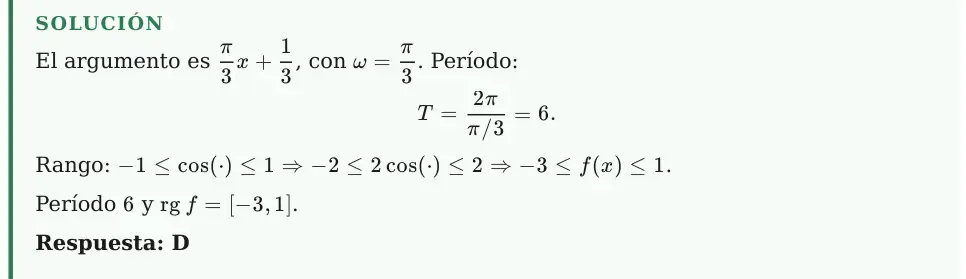 SOLUCIÓN
El argumento es π/3 x + 1/3, con ω = π/3. Período:
T = 2π/(π/3) = 6.
Rango: −1 ≤ cos(·) ≤ 1 ⇒ −2 ≤ 2 cos(·) ≤ 2 ⇒ −3 ≤ f(x) ≤ 1.
Período 6 y rg f = [−3, 1].
Respuesta: D